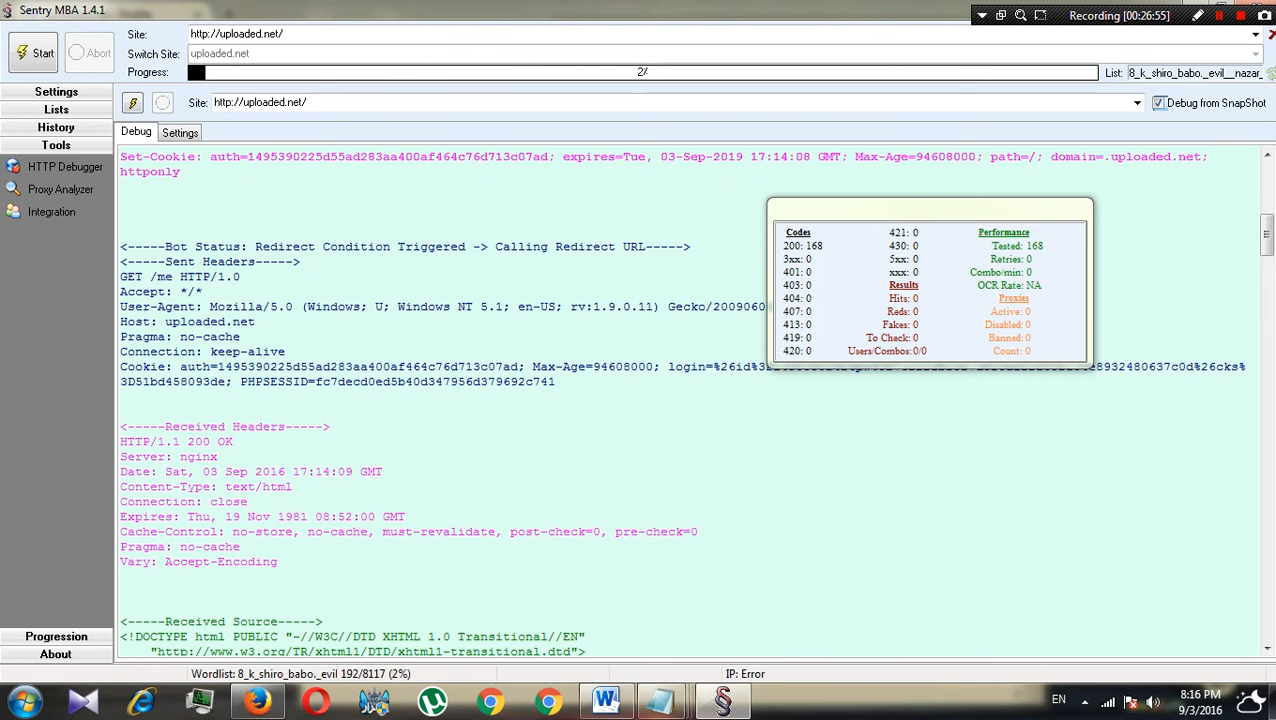 Sentry MBA 1.4.1
Recording [00:26:55]
Start
Abort
Site:
http://uploaded.net/
Switch Site:
uploaded.net
Progress:
2%
List:
8_k_shiro_babo._evil__nazar_
Settings
Lists
History
Tools
HTTP Debugger
Proxy Analyzer
Integration
Progression
About
Site:
http://uploaded.net/
Debug from SnapShot
Debug
Settings
Set-Cookie: auth=1495390225d55ad283aa400af464c76d713c07ad; expires=Tue, 03-Sep-2019 17:14:08 GMT; Max-Age=94608000; path=/; domain=.uploaded.net;
httponly
<-----Bot Status: Redirect Condition Triggered -> Calling Redirect URL----->
<-----Sent Headers----->
GET /me HTTP/1.0
Accept: */*
User-Agent: Mozilla/5.0 (Windows; U; Windows NT 5.1; en-US; rv:1.9.0.11) Gecko/2009060
Host: uploaded.net
Pragma: no-cache
Connection: keep-alive
Cookie: auth=1495390225d55ad283aa400af464c76d713c07ad; Max-Age=94608000; login=%26id%3
e8932480637c0d%26cks%
3D51bd458093de; PHPSESSID=fc7decd0ed5b40d347956d379692c741
<-----Received Headers----->
HTTP/1.1 200 OK
Server: nginx
Date: Sat, 03 Sep 2016 17:14:09 GMT
Content-Type: text/html
Connection: close
Expires: Thu, 19 Nov 1981 08:52:00 GMT
Cache-Control: no-store, no-cache, must-revalidate, post-check=0, pre-check=0
Pragma: no-cache
Vary: Accept-Encoding
<-----Received Source----->
<!DOCTYPE html PUBLIC "-//W3C//DTD XHTML 1.0 Transitional//EN"
"http://www.w3.org/TR/xhtml1/DTD/xhtml1-transitional.dtd">
Codes
200: 168
3xx: 0
401: 0
403: 0
404: 0
407: 0
413: 0
419: 0
420: 0
421: 0
430: 0
5xx: 0
xxx: 0
Results
Hits: 0
Reds: 0
Fakes: 0
To Check: 0
Users/Combos: 0/0
Performance
Tested: 168
Retries: 0
Combo/min: 0
OCR Rate: NA
Proxies
Active: 0
Disabled: 0
Banned: 0
Count: 0
Wordlist: 8_k_shiro_babo._evil 192/8117 (2%)
IP: Error
EN
8:16 PM
9/3/2016